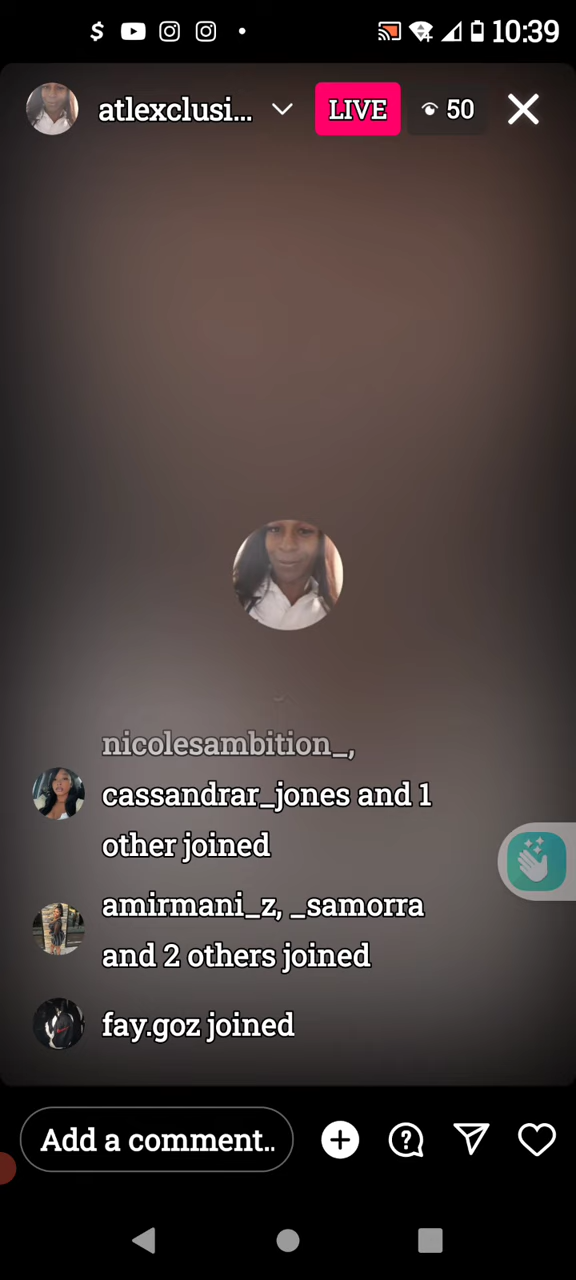 $ 10:39
atlexclusi... LIVE 50
nicolesambition_,
cassandrar_jones and 1
other joined
amirmani_z, _samorra
and 2 others joined
fay.goz joined
Add a comment..